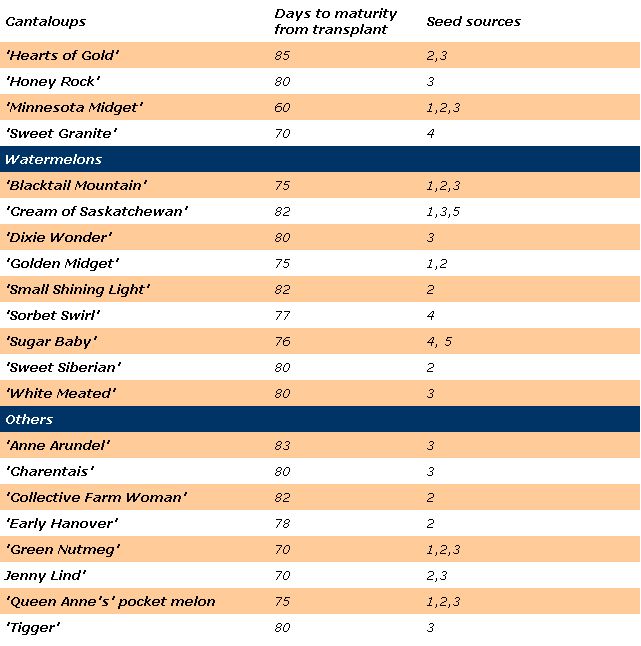 Cantaloups Days to maturity from transplant Seed sources
'Hearts of Gold' 85 2,3
'Honey Rock' 80 3
'Minnesota Midget' 60 1,2,3
'Sweet Granite' 70 4
Watermelons
'Blacktail Mountain' 75 1,2,3
'Cream of Saskatchewan' 82 1,3,5
'Dixie Wonder' 80 3
'Golden Midget' 75 1,2
'Small Shining Light' 82 2
'Sorbet Swirl' 77 4
'Sugar Baby' 76 4, 5
'Sweet Siberian' 80 2
'White Meated' 80 3
Others
'Anne Arundel' 83 3
'Charentais' 80 3
'Collective Farm Woman' 82 2
'Early Hanover' 78 2
'Green Nutmeg' 70 1,2,3
Jenny Lind' 70 2,3
'Queen Anne's' pocket melon 75 1,2,3
'Tigger' 80 3